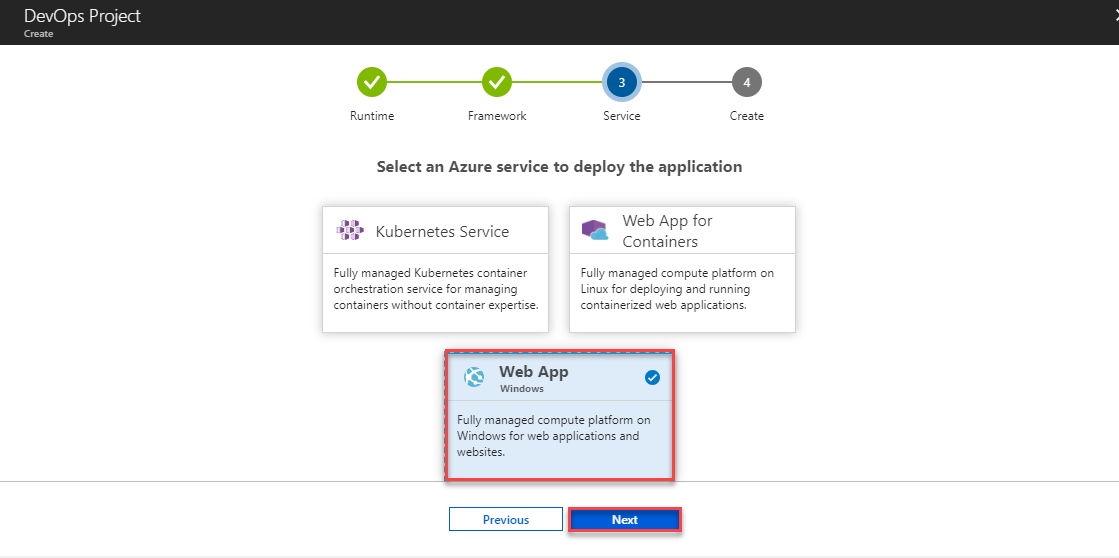 DevOps Project
Create
3
4
Runtime
Framework
Service
Create
Select an Azure service to deploy the application
Kubernetes Service
Fully managed Kubernetes container
orchestration service for managing
containers without container expertise.
Web App for
Containers
Fully managed compute platform on
Linux for deploying and running
containerized web applications.
Web App
Windows
Fully managed compute platform on
Windows for web applications and
websites.
Previous
Next